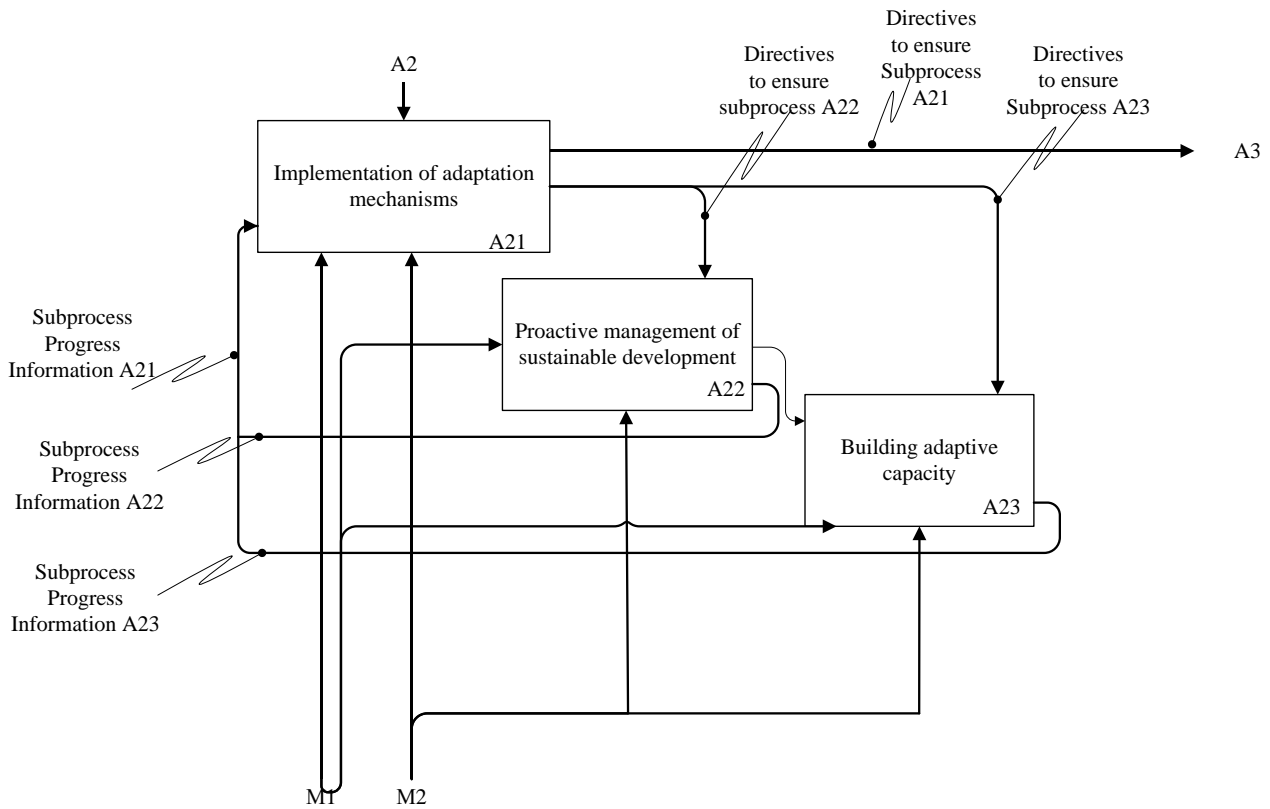 Directives
to ensure
Subprocess
A21
Directives
to ensure
subprocess A22
Directives
to ensure
Subprocess A23
A2
A3
Implementation of adaptation
mechanisms
A21
Subprocess
Progress
Information A21
Proactive management of
sustainable development
A22
Building adaptive
capacity
A23
Subprocess
Progress
Information A22
Subprocess
Progress
Information A23
M1
M2